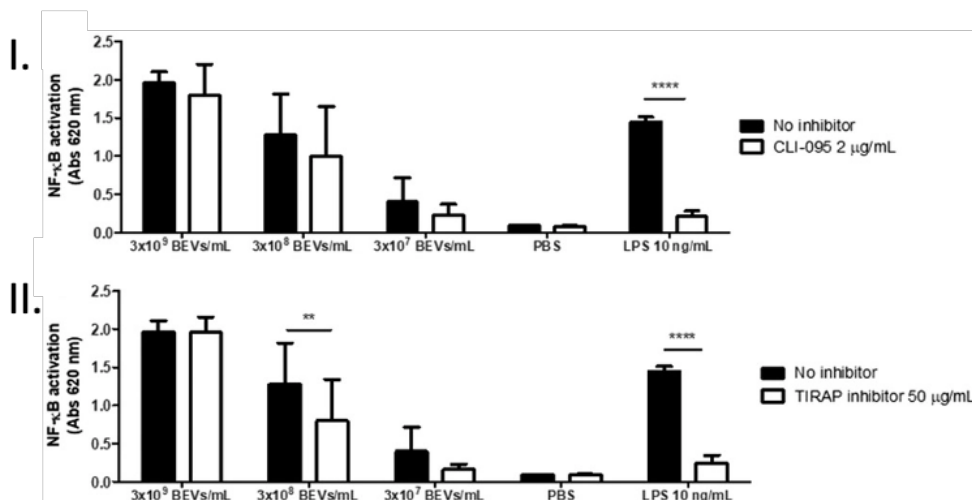 I.
NF-κB activation
(Abs 620 nm)
2.5
2.0
1.5
1.0
0.5
0.0
****
3x10⁹ BEVs/mL
3x10⁸ BEVs/mL
3x10⁷ BEVs/mL
PBS
LPS 10 ng/mL
No inhibitor
CLI-095 2 μg/mL
II.
NF-κB activation
(Abs 620 nm)
2.5
2.0
1.5
1.0
0.5
0.0
**
****
3x10⁹ BEVs/mL
3x10⁸ BEVs/mL
3x10⁷ BEVs/mL
PBS
LPS 10 ng/mL
No inhibitor
TIRAP inhibitor 50 μg/mL